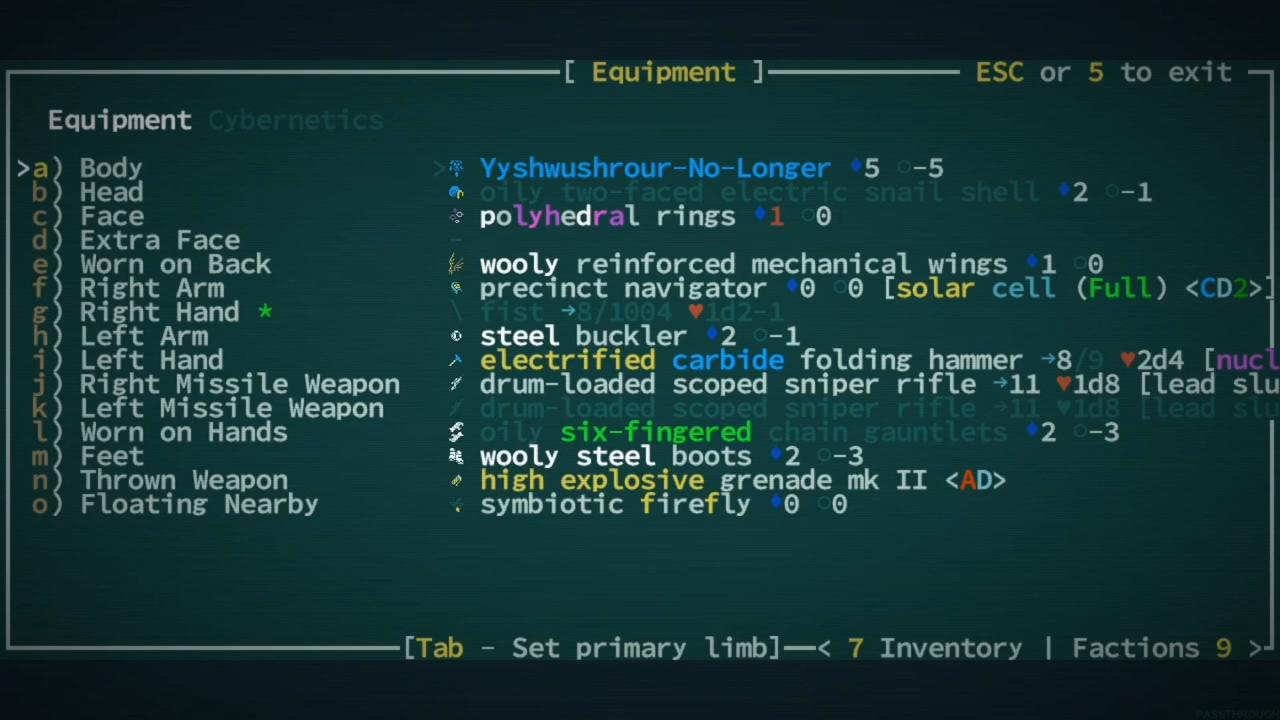 [ Equipment ] ESC or 5 to exit
Equipment Cybernetics
>a) Body > Yyshwushrour-No-Longer ♦5 ○-5
b) Head oily two-faced electric snail shell ♦2 ○-1
c) Face polyhedral rings ♦1 ○0
d) Extra Face -
e) Worn on Back wooly reinforced mechanical wings ♦1 ○0
f) Right Arm precinct navigator ♦0 ○0 [solar cell (Full) <CD2>]
g) Right Hand * \ fist →8/1004 ♥1d2-1
h) Left Arm steel buckler ♦2 ○-1
i) Left Hand electrified carbide folding hammer →8/9 ♥2d4 [nucl
j) Right Missile Weapon drum-loaded scoped sniper rifle →11 ♥1d8 [lead slu
k) Left Missile Weapon drum-loaded scoped sniper rifle →11 ♥1d8 [lead slu
l) Worn on Hands oily six-fingered chain gauntlets ♦2 ○-3
m) Feet wooly steel boots ♦2 ○-3
n) Thrown Weapon high explosive grenade mk II <AD>
o) Floating Nearby symbiotic firefly ♦0 ○0
[Tab - Set primary limb] < 7 Inventory | Factions 9 >